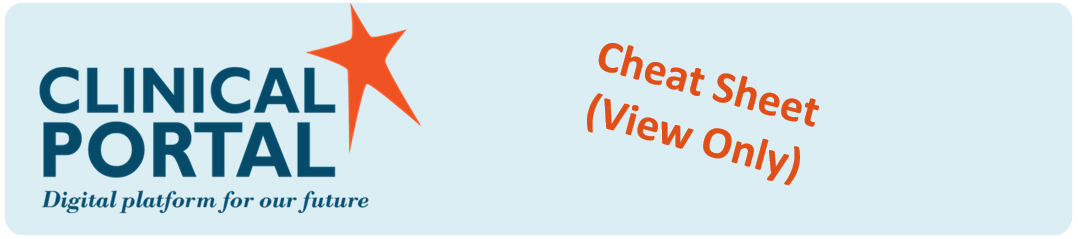 CLINICAL
PORTAL
Digital platform for our future
Cheat Sheet
(View Only)